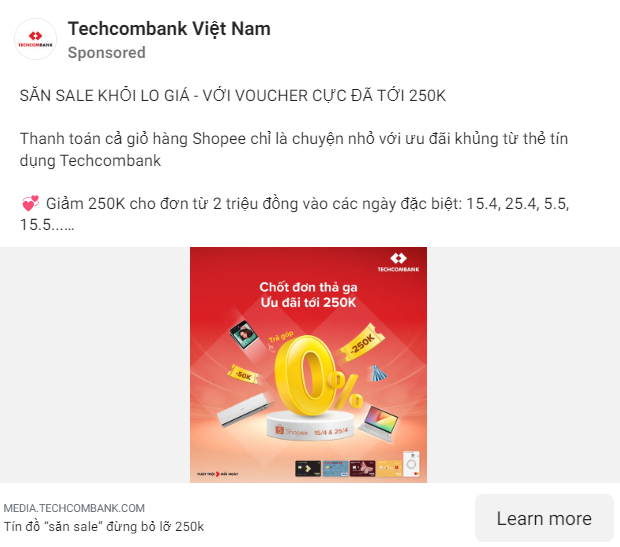 TECHCOMBANK
Techcombank Việt Nam
Sponsored
SĂN SALE KHỎI LO GIÁ - VỚI VOUCHER CỰC ĐÃ TỚI 250K
Thanh toán cả giỏ hàng Shopee chỉ là chuyện nhỏ với ưu đãi khủng từ thẻ tín
dụng Techcombank
💞 Giảm 250K cho đơn từ 2 triệu đồng vào các ngày đặc biệt: 15.4, 25.4, 5.5,
15.5...…
TECHCOMBANK
Chốt đơn thả ga
Ưu đãi tới 250K
Trả góp
0%
-250K
-50K
Shopee 15/4 & 25/4
VƯỢT TRỘI MỖI NGÀY
MEDIA.TECHCOMBANK.COM
Tín đồ “săn sale” đừng bỏ lỡ 250k
Learn more